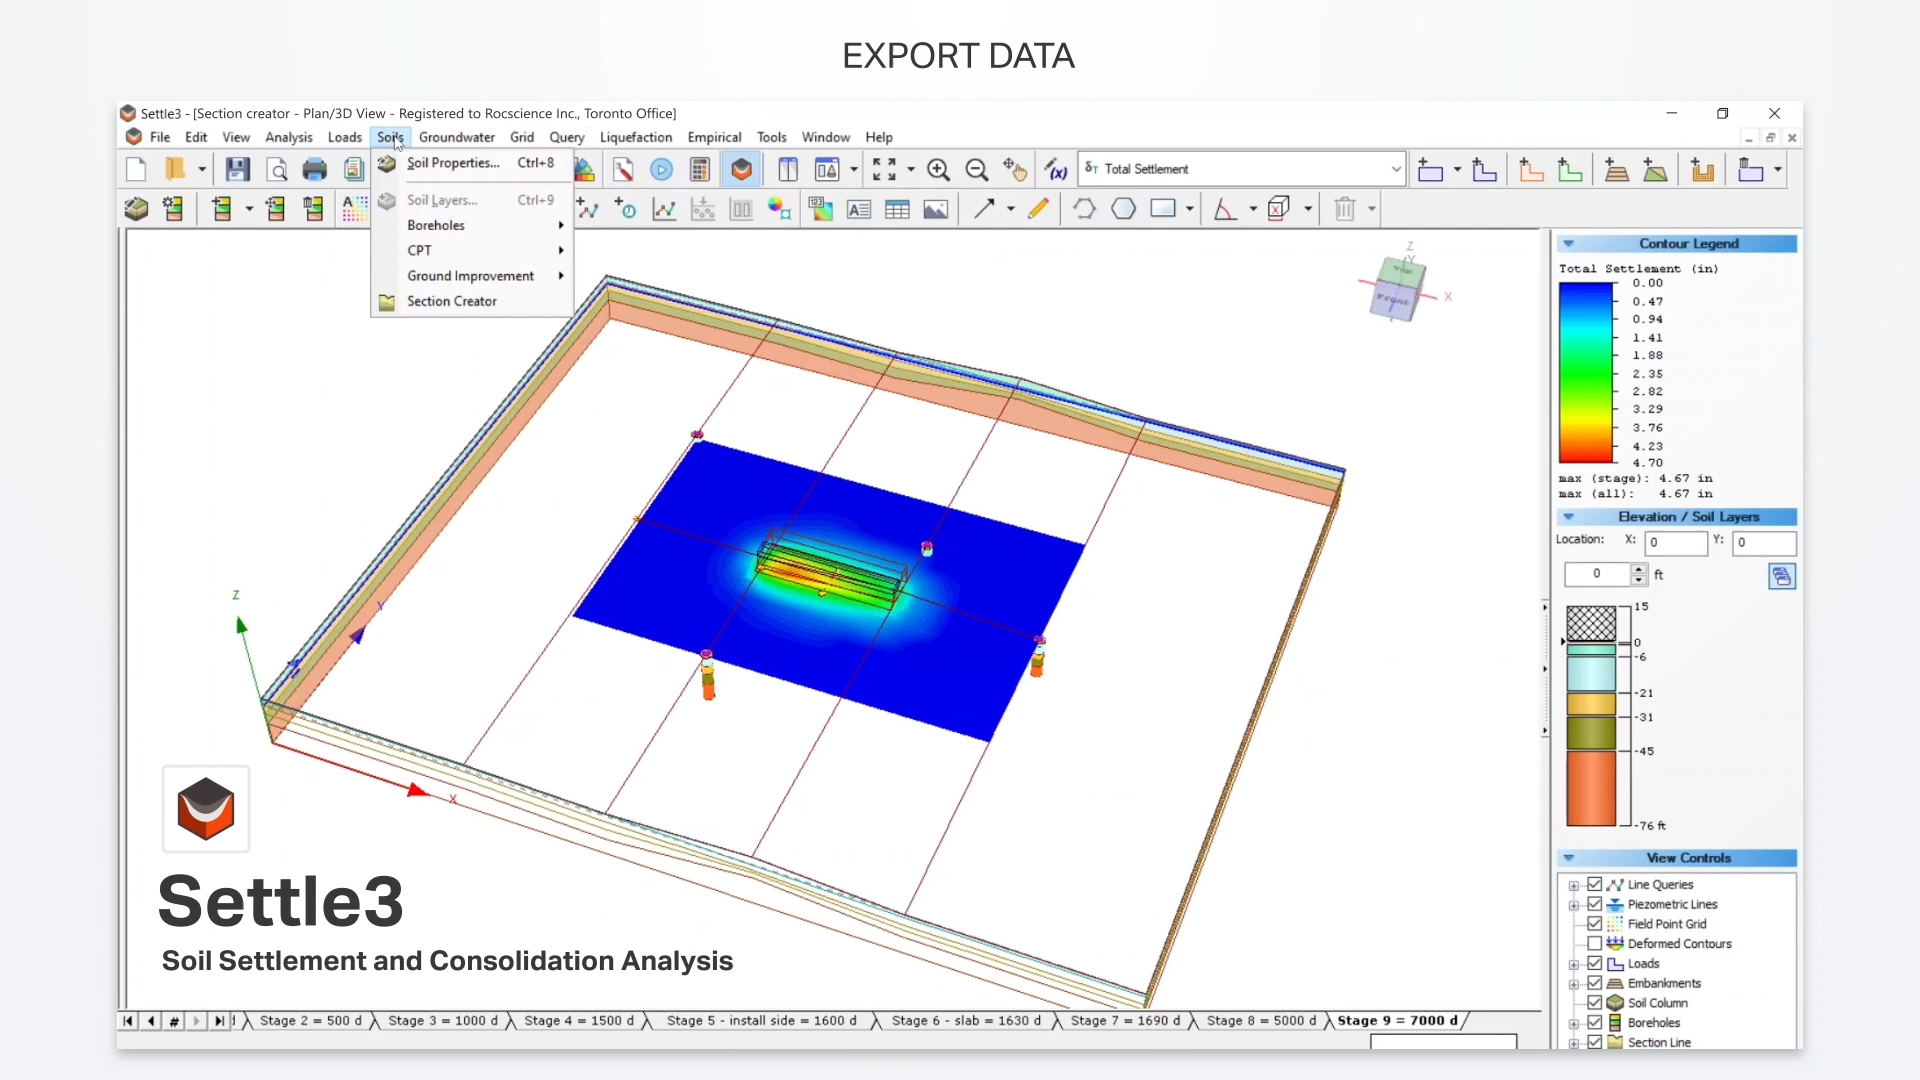 EXPORT DATA
Settle3 - [Section creator - Plan/3D View - Registered to Rocscience Inc., Toronto Office]
File Edit View Analysis Loads Soils Groundwater Grid Query Liquefaction Empirical Tools Window Help
Soil Properties... Ctrl+8
Soil Layers... Ctrl+9
Boreholes
CPT
Ground Improvement
Section Creator
δT Total Settlement
Z
Y
X
Front
Z
Y
X
Contour Legend
Total Settlement (in)
0.00
0.47
0.94
1.41
1.88
2.35
2.82
3.29
3.76
4.23
4.70
max (stage): 4.67 in
max (all): 4.67 in
Elevation / Soil Layers
Location: X: 0 Y: 0
0 ft
15
0
-6
-21
-31
-45
-76 ft
View Controls
Line Queries
Piezometric Lines
Field Point Grid
Deformed Contours
Loads
Embankments
Soil Column
Boreholes
Section Line
Settle3
Soil Settlement and Consolidation Analysis
# Stage 2 = 500 d Stage 3 = 1000 d Stage 4 = 1500 d Stage 5 - install side = 1600 d Stage 6 - slab = 1630 d Stage 7 = 1690 d Stage 8 = 5000 d Stage 9 = 7000 d